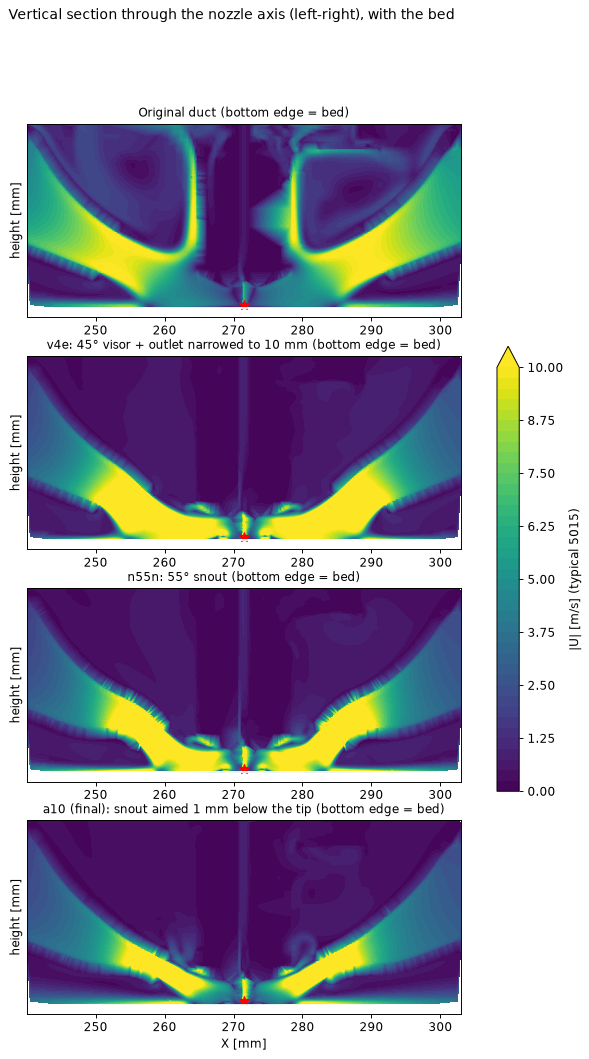 Vertical section through the nozzle axis (left-right), with the bed
Original duct (bottom edge = bed)
height [mm]
250 260 270 280 290 300
v4e: 45° visor + outlet narrowed to 10 mm (bottom edge = bed)
height [mm]
250 260 270 280 290 300
n55n: 55° snout (bottom edge = bed)
height [mm]
250 260 270 280 290 300
a10 (final): snout aimed 1 mm below the tip (bottom edge = bed)
height [mm]
250 260 270 280 290 300
X [mm]
10.00
8.75
7.50
6.25
5.00
3.75
2.50
1.25
0.00
|U| [m/s] (typical 5015)